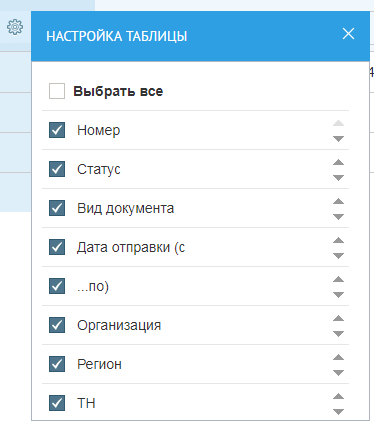 НАСТРОЙКА ТАБЛИЦЫ
Выбрать все
Номер
Статус
Вид документа
Дата отправки (с
...по)
Организация
Регион
ТН